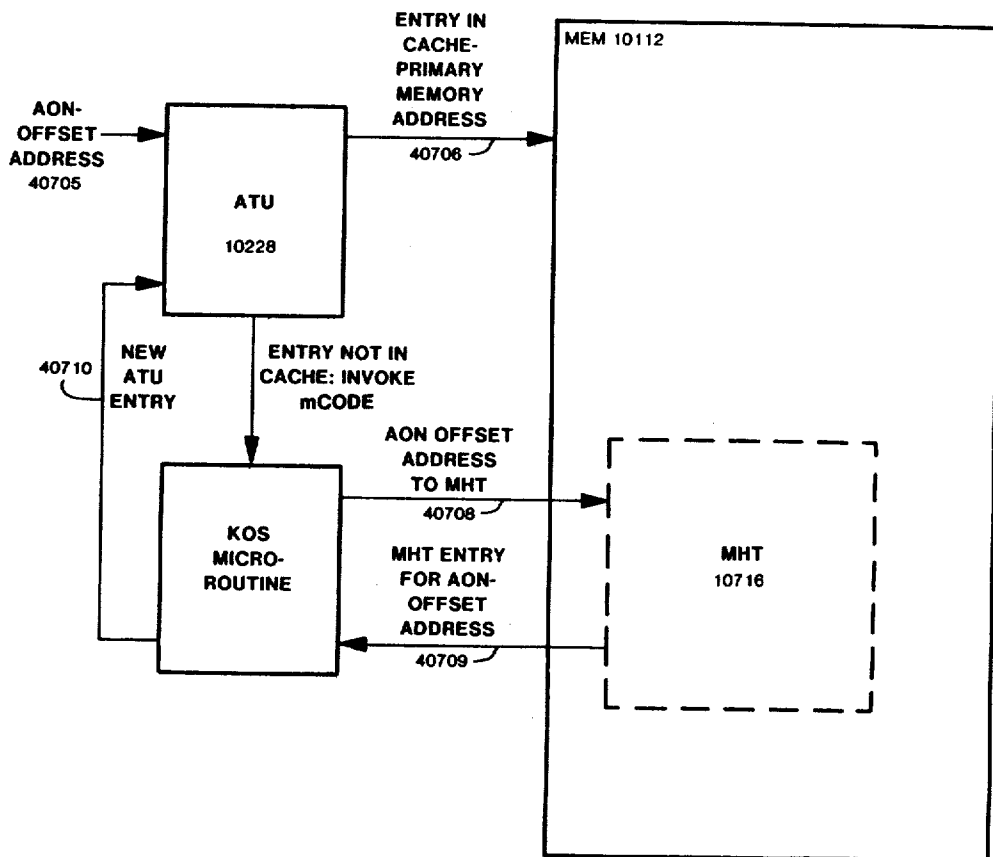 ENTRY IN
CACHE-
PRIMARY
MEMORY
ADDRESS
40706
MEM 10112
AON-
OFFSET
ADDRESS
40705
ATU
10228
40710
NEW
ATU
ENTRY
ENTRY NOT IN
CACHE: INVOKE
mCODE
AON OFFSET
ADDRESS
TO MHT
40708
KOS
MICRO-
ROUTINE
MHT ENTRY
FOR AON-
OFFSET
ADDRESS
40709
MHT
10716